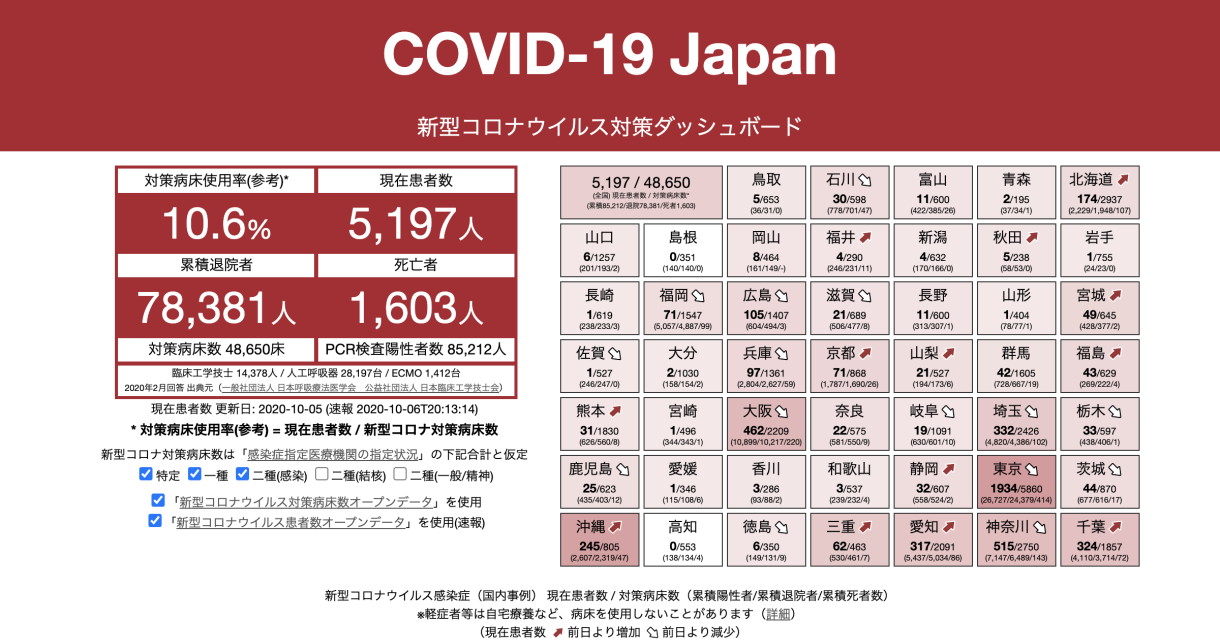 COVID-19 Japan
新型コロナウイルス対策ダッシュボード
対策病床使用率(参考)*
現在患者数
10.6%
5,197人
累積退院者
死亡者
78,381人
1,603人
対策病床数 48,650床
PCR検査陽性者数 85,212人
臨床工学技士 14,378人 / 人工呼吸器 28,197台 / ECMO 1,412台
2020年2月回答 出典元（一般社団法人 日本呼吸療法医学会　公益社団法人 日本臨床工学技士会）
現在患者数 更新日: 2020-10-05 (速報 2020-10-06T20:13:14)
* 対策病床使用率(参考) = 現在患者数 / 新型コロナ対策病床数
新型コロナ対策病床数は「感染症指定医療機関の指定状況」の下記合計と仮定
特定 一種 二種(感染) 二種(結核) 二種(一般/精神)
「新型コロナウイルス対策病床数オープンデータ」を使用
「新型コロナウイルス患者数オープンデータ」を使用(速報)
5,197 / 48,650
(全国) 現在患者数 / 対策病床数*
(累積85,212/退院78,381/死者1,603)
鳥取
5/653
(36/31/0)
石川
30/598
(778/701/47)
富山
11/600
(422/385/26)
青森
2/195
(37/34/1)
北海道
174/2937
(2,229/1,948/107)
山口
6/1257
(201/193/2)
島根
0/351
(140/140/0)
岡山
8/464
(161/149/-)
福井
4/290
(246/231/11)
新潟
4/632
(170/166/0)
秋田
5/238
(58/53/0)
岩手
1/755
(24/23/0)
長崎
1/619
(238/233/3)
福岡
71/1547
(5,057/4,887/99)
広島
105/1407
(604/494/3)
滋賀
21/689
(506/477/8)
長野
11/600
(313/307/1)
山形
1/404
(78/77/1)
宮城
49/645
(428/377/2)
佐賀
1/527
(246/247/0)
大分
2/1030
(158/154/2)
兵庫
97/1361
(2,804/2,627/59)
京都
71/868
(1,787/1,690/26)
山梨
21/527
(194/173/6)
群馬
42/1605
(728/667/19)
福島
43/629
(269/222/4)
熊本
31/1830
(626/560/8)
宮崎
1/496
(344/343/1)
大阪
462/2209
(10,899/10,217/220)
奈良
22/575
(581/550/9)
岐阜
19/1091
(630/601/10)
埼玉
332/2426
(4,820/4,386/102)
栃木
33/597
(438/406/1)
鹿児島
25/623
(435/403/12)
愛媛
1/346
(115/108/6)
香川
3/286
(93/88/2)
和歌山
3/537
(239/232/4)
静岡
32/607
(558/524/2)
東京
1934/5860
(26,727/24,379/414)
茨城
44/870
(677/616/17)
沖縄
245/805
(2,607/2,319/47)
高知
0/553
(138/134/4)
徳島
6/350
(149/131/9)
三重
62/463
(530/461/7)
愛知
317/2091
(5,437/5,034/86)
神奈川
515/2750
(7,147/6,489/143)
千葉
324/1857
(4,110/3,714/72)
新型コロナウイルス感染症（国内事例） 現在患者数 / 対策病床数（累積陽性者/累積退院者/累積死者数）
※軽症者等は自宅療養など、病床を使用しないことがあります（詳細）
（現在患者数 前日より増加 前日より減少）